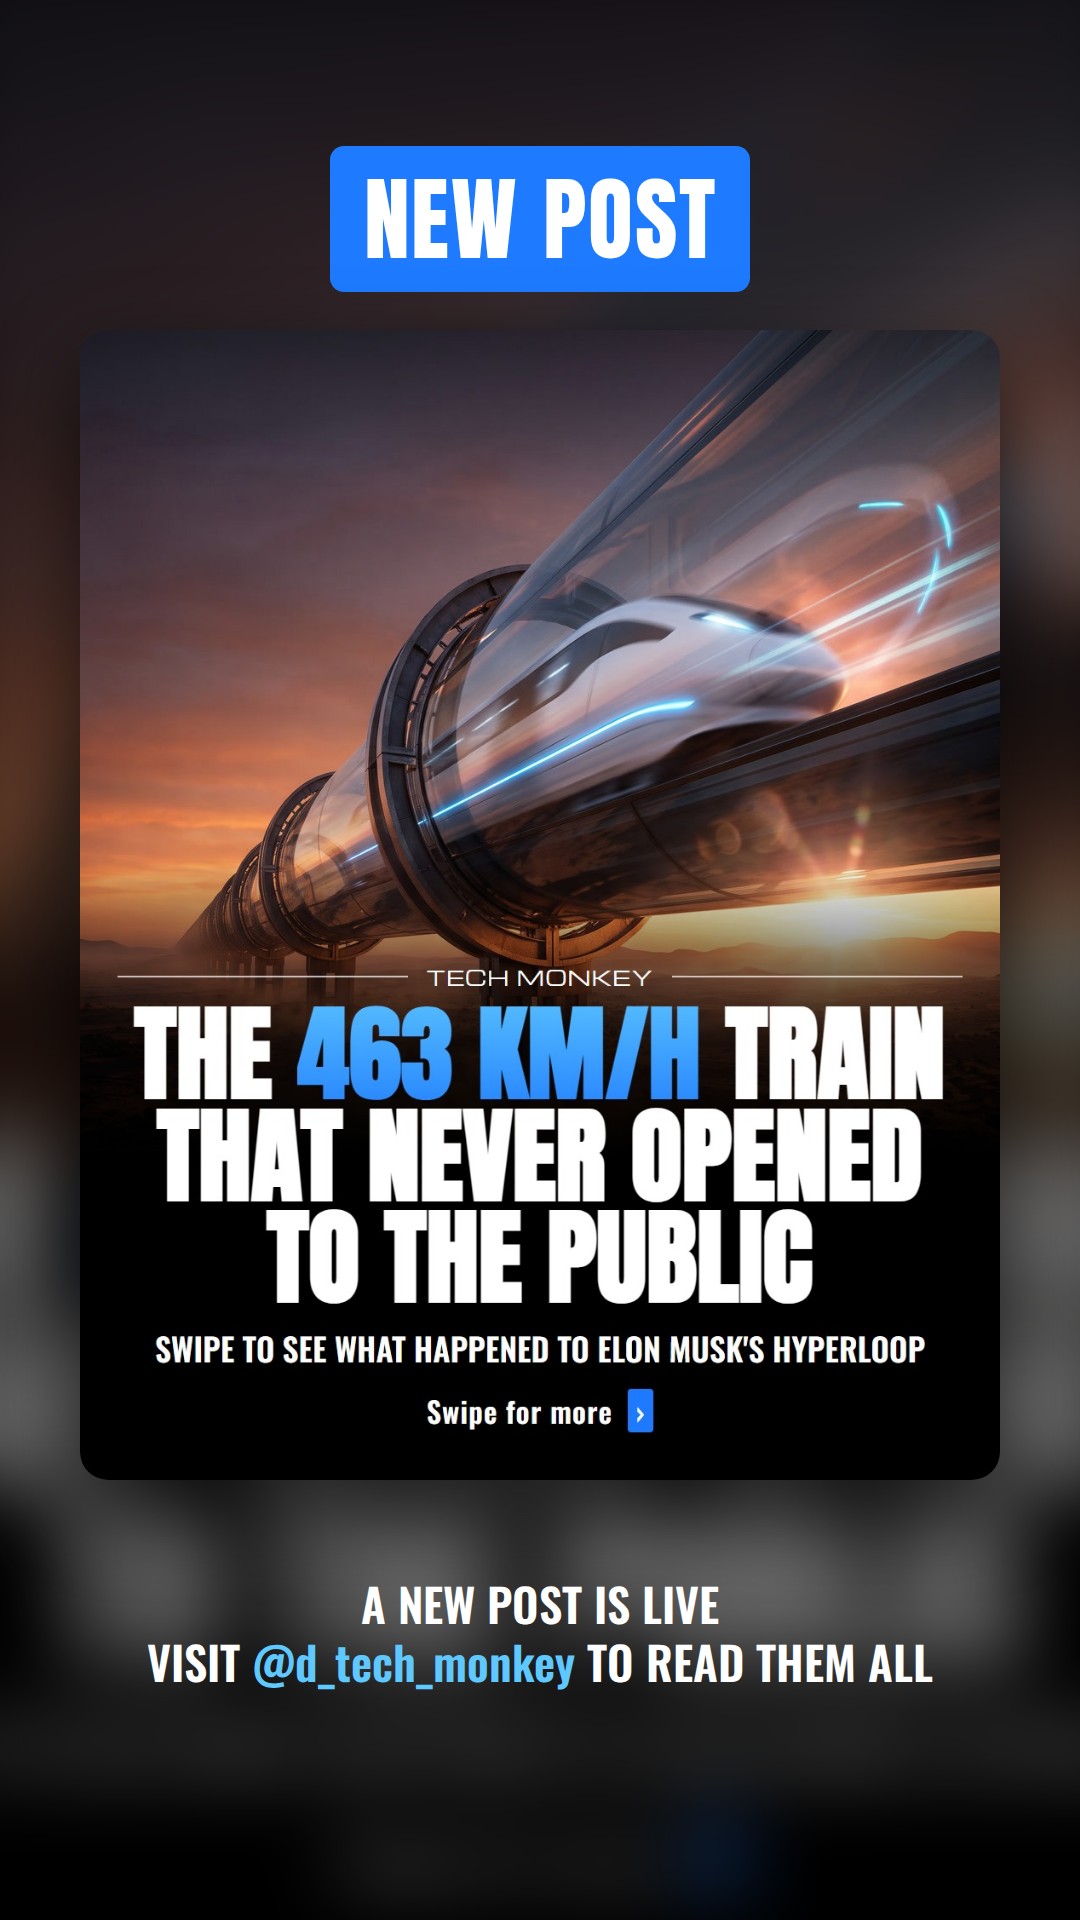 NEW POST
TECH MONKEY
THE 463 KM/H TRAIN
THAT NEVER OPENED
TO THE PUBLIC
SWIPE TO SEE WHAT HAPPENED TO ELON MUSK'S HYPERLOOP
Swipe for more ›
A NEW POST IS LIVE
VISIT @d_tech_monkey TO READ THEM ALL